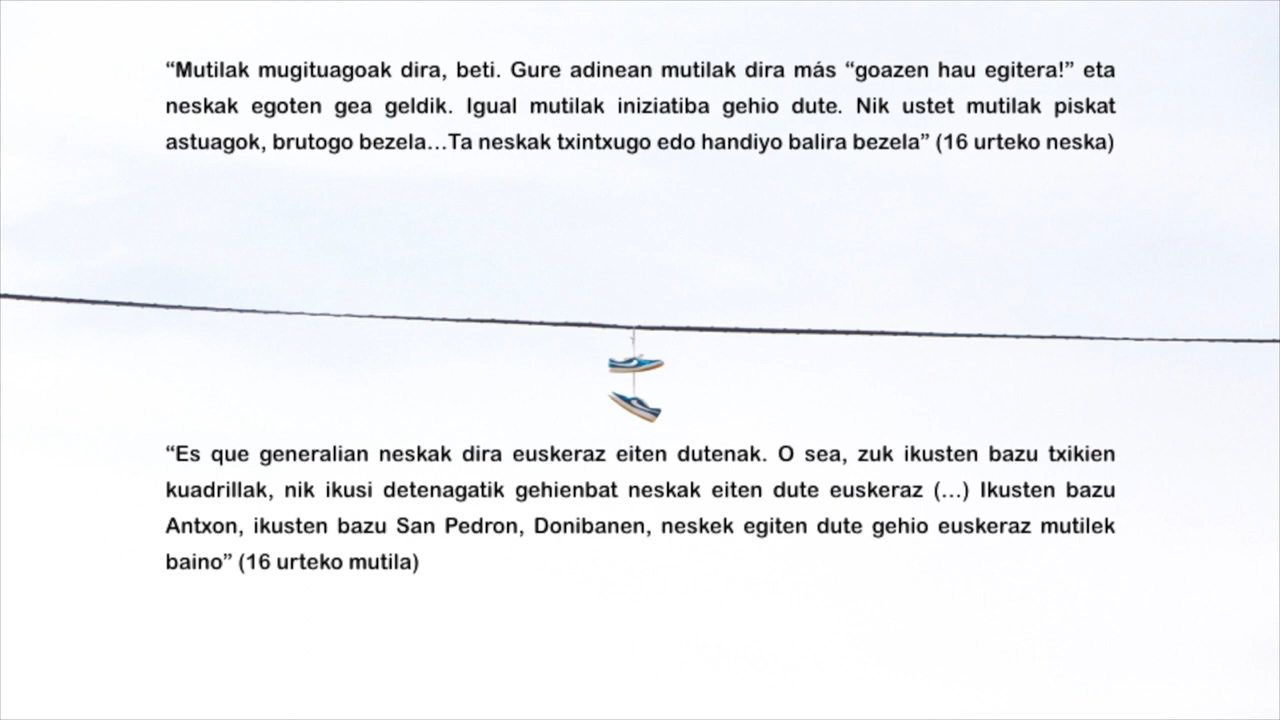 “Mutilak mugituagoak dira, beti. Gure adinean mutilak dira más “goazen hau egitera!” eta
neskak egoten gea geldik. Igual mutilak iniziatiba gehio dute. Nik ustet mutilak piskat
astuagok, brutogo bezela…Ta neskak txintxugo edo handiyo balira bezela” (16 urteko neska)
“Es que generalian neskak dira euskeraz eiten dutenak. O sea, zuk ikusten bazu txikien
kuadrillak, nik ikusi detenagatik gehienbat neskak eiten dute euskeraz (…) Ikusten bazu
Antxon, ikusten bazu San Pedron, Donibanen, neskek egiten dute gehio euskeraz mutilek
baino” (16 urteko mutila)